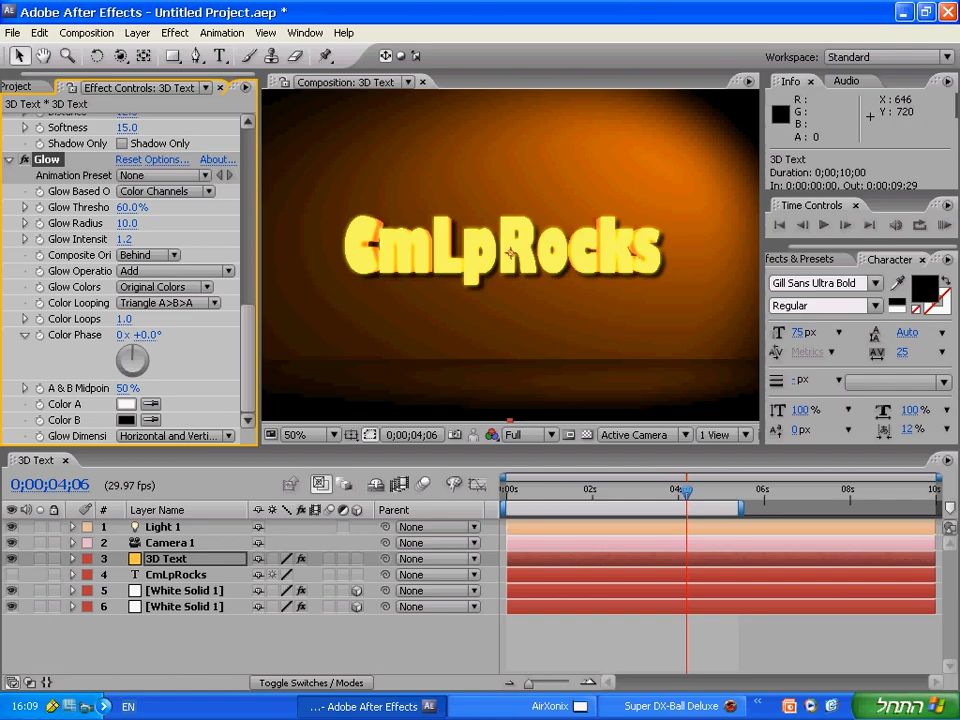 Adobe After Effects - Untitled Project.aep *
File Edit Composition Layer Effect Animation View Window Help
Workspace: Standard
Project Effect Controls: 3D Text
Composition: 3D Text
Info Audio
3D Text * 3D Text
Softness 15.0
Shadow Only Shadow Only
Glow Reset Options... About...
Animation Preset None
Glow Based O Color Channels
Glow Thresho 60.0%
Glow Radius 10.0
Glow Intensit 1.2
Composite Ori Behind
Glow Operatio Add
Glow Colors Original Colors
Color Looping Triangle A>B>A
Color Loops 1.0
Color Phase 0 x +0.0°
A & B Midpoin 50 %
Color A
Color B
Glow Dimensi Horizontal and Verti...
CmLpRocks
50% 0;00;04;06 Full Active Camera 1 View
R :
G :
B :
A : 0
X : 646
Y : 720
3D Text
Duration: 0;00;10;00
In: 0:00:00:00, Out: 0:00:09:29
Time Controls
fects & Presets Character
Gill Sans Ultra Bold
Regular
75 px Auto
Metrics 25
- px
100 % 100 %
0 px 12 %
3D Text
0;00;04;06 (29.97 fps)
:00s 02s 04s 06s 08s 10s
# Layer Name Parent
1 Light 1 None
2 Camera 1 None
3 3D Text None
4 T CmLpRocks None
5 [White Solid 1] None
6 [White Solid 1] None
Toggle Switches / Modes
16:09 EN ...- Adobe After Effects AirXonix Super DX-Ball Deluxe התחל